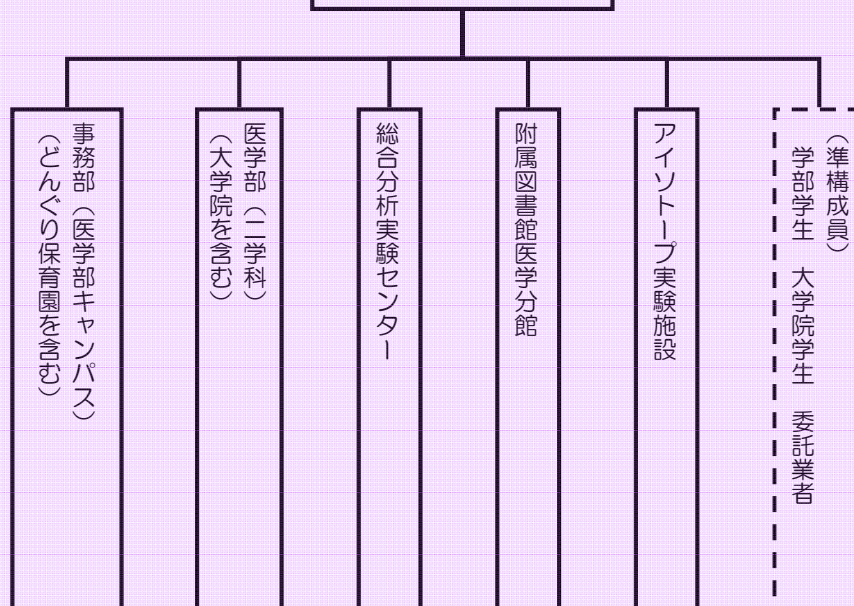 （準構成員）
学部学生　大学院学生　委託業者
アイソトープ実験施設
附属図書館医学分館
総合分析実験センター
医学部（二学科）
（大学院を含む）
事務部（医学部キャンパス）
（どんぐり保育園を含む）